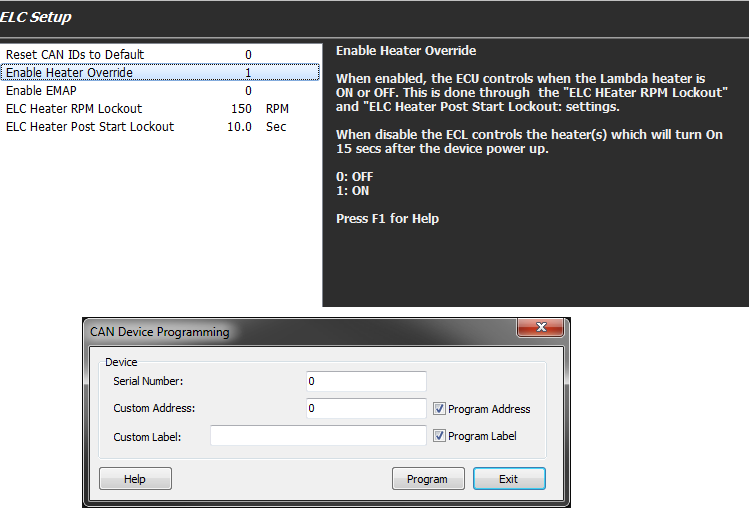 ELC Setup
Reset CAN IDs to Default 0
Enable Heater Override 1
Enable EMAP 0
ELC Heater RPM Lockout 150 RPM
ELC Heater Post Start Lockout 10.0 Sec
Enable Heater Override
When enabled, the ECU controls when the Lambda heater is
ON or OFF. This is done through the "ELC HEater RPM Lockout"
and "ELC Heater Post Start Lockout: settings.
When disable the ECL controls the heater(s) which will turn On
15 secs after the device power up.
0: OFF
1: ON
Press F1 for Help
CAN Device Programming
Device
Serial Number: 0
Custom Address: 0 Program Address
Custom Label: Program Label
Help Program Exit